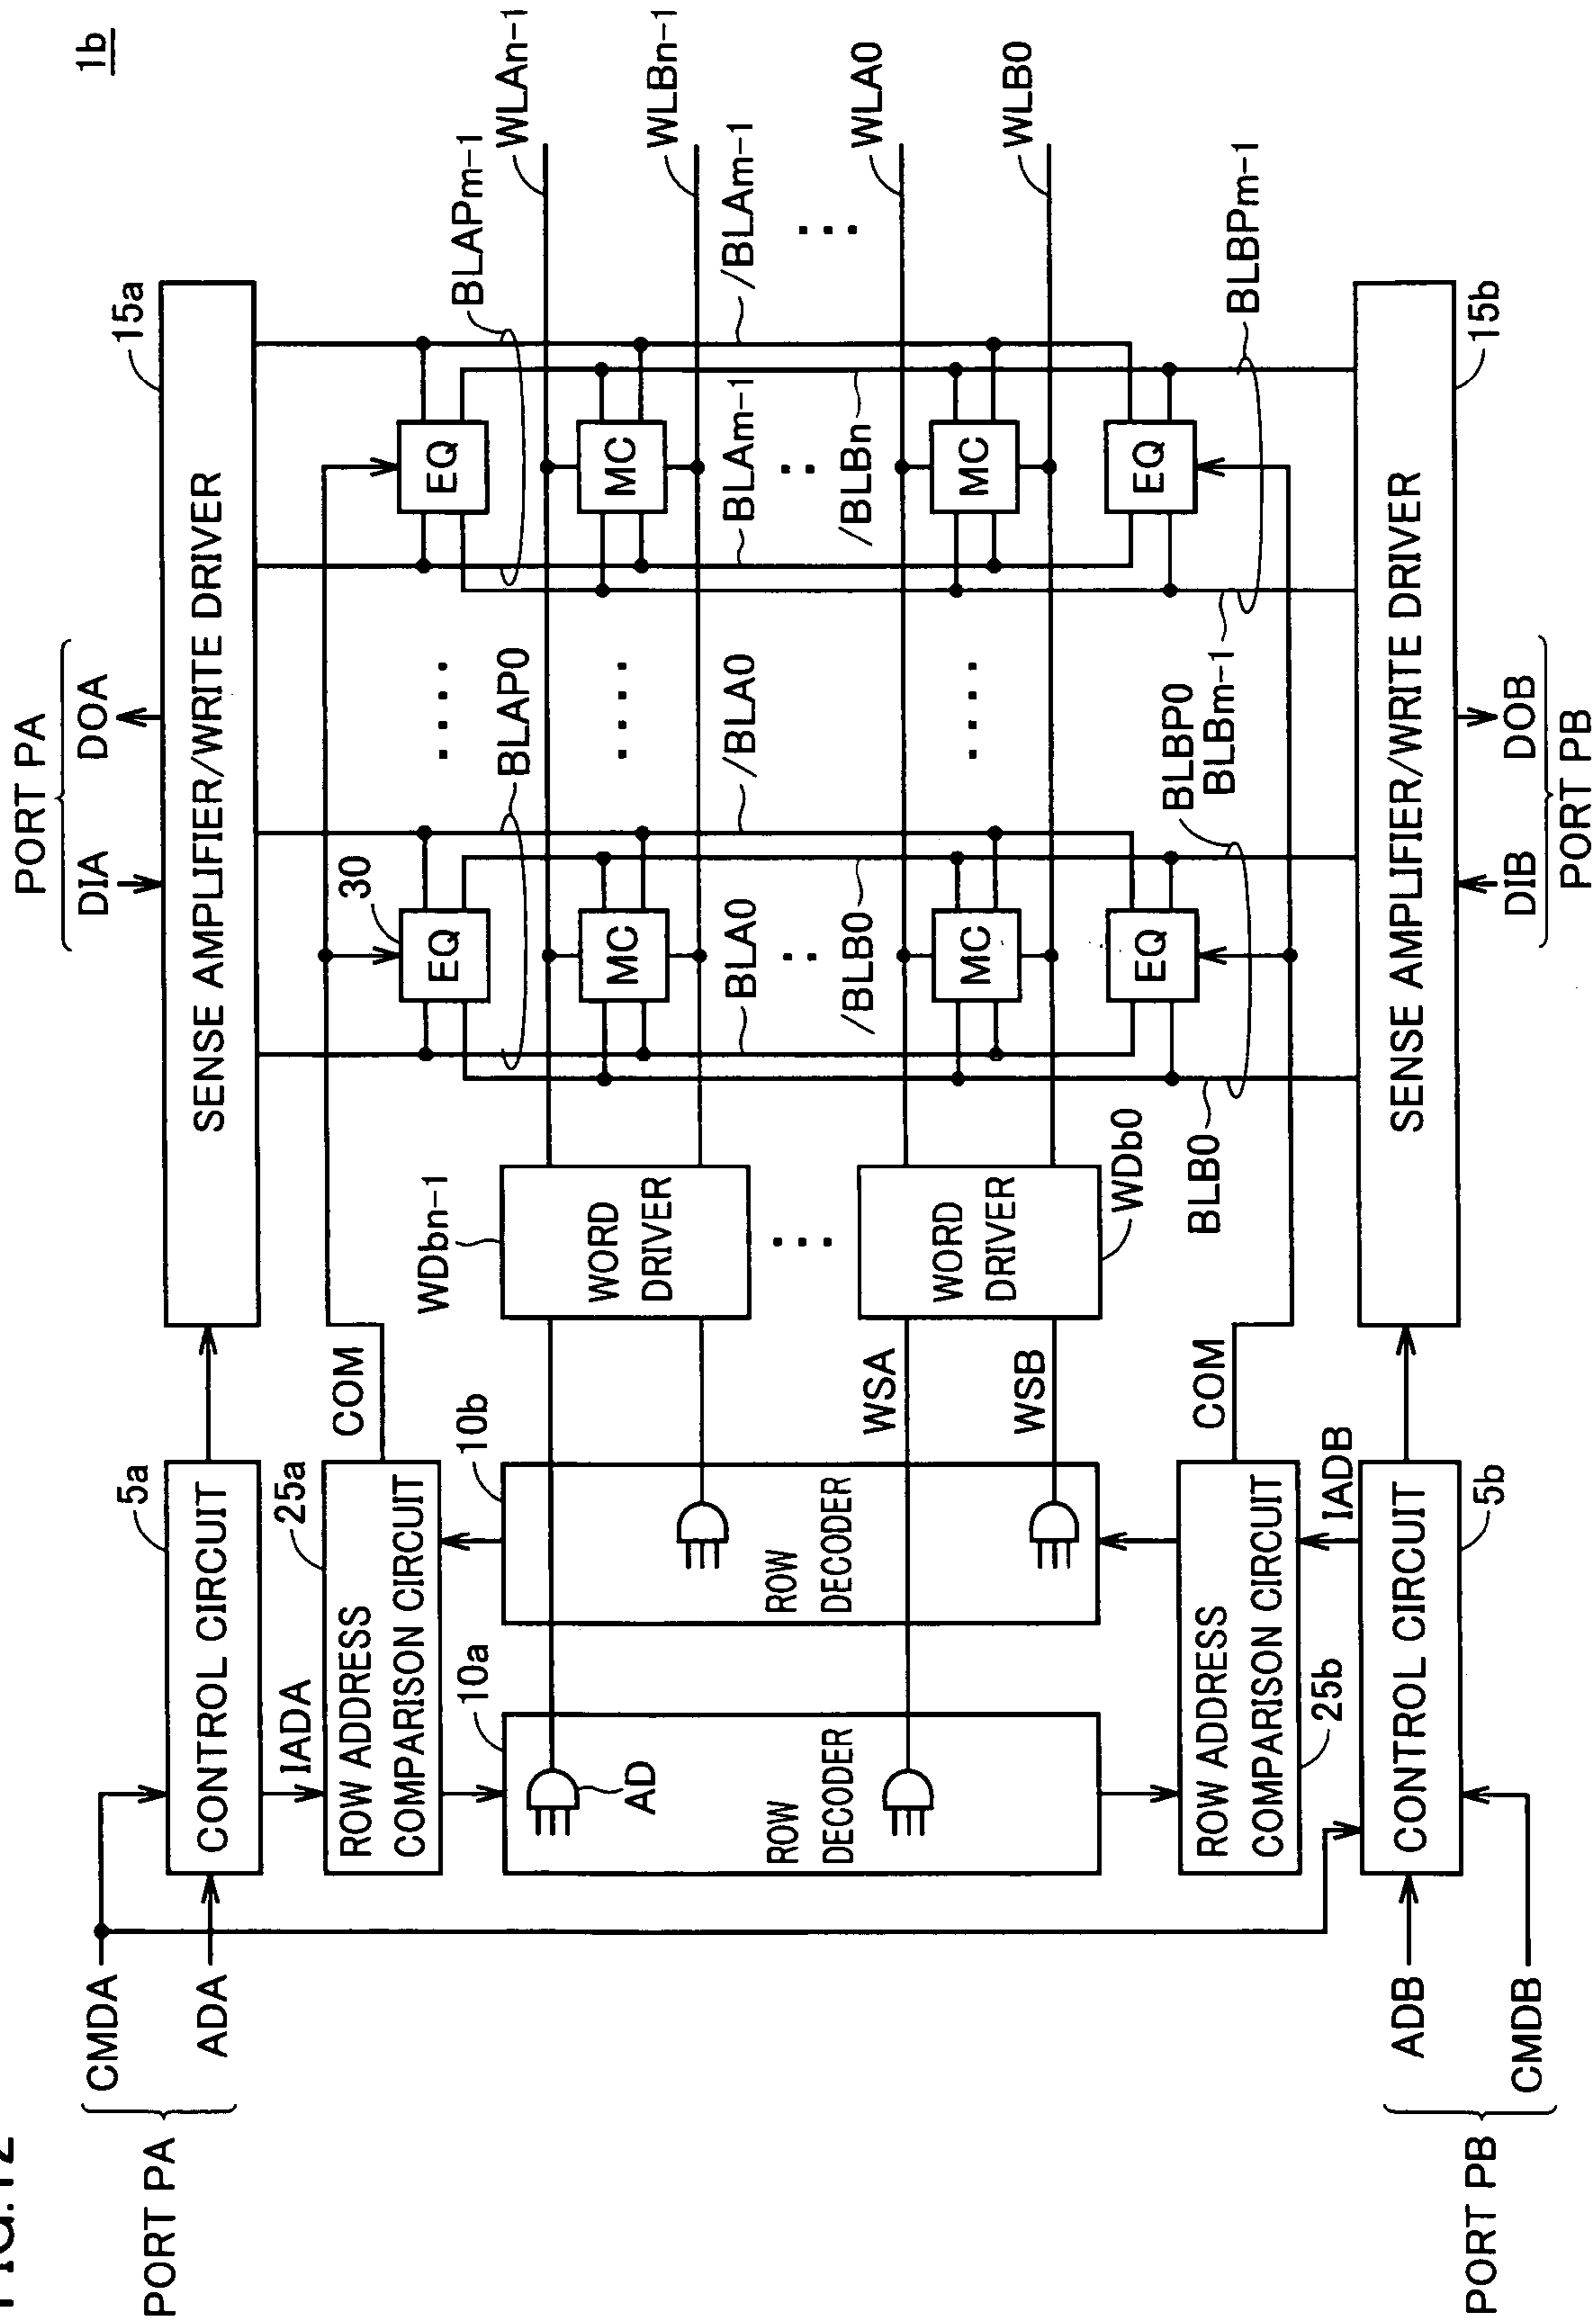 FIG.12
1b
PORT PA
DIA
DOA
15a
SENSE AMPLIFIER/WRITE DRIVER
CMDA
ADA
PORT PA
5a
CONTROL CIRCUIT
IADA
25a
ROW ADDRESS
COMPARISON CIRCUIT
COM
30
EQ
EQ
BLAP0
BLAPm-1
WLAn-1
10a
10b
WDbn-1
WORD
DRIVER
MC
MC
WLBn-1
AD
BLA0
/BLA0
BLAm-1
/BLAm-1
ROW
DECODER
ROW
DECODER
/BLB0
/BLBn
WSA
WORD
DRIVER
MC
MC
WLA0
WSB
WDb0
WLB0
EQ
EQ
ROW ADDRESS
COMPARISON CIRCUIT
25b
COM
BLB0
BLBP0
BLBm-1
BLBPm-1
IADB
CONTROL CIRCUIT
5b
SENSE AMPLIFIER/WRITE DRIVER
15b
ADB
CMDB
PORT PB
DIB
DOB
PORT PB